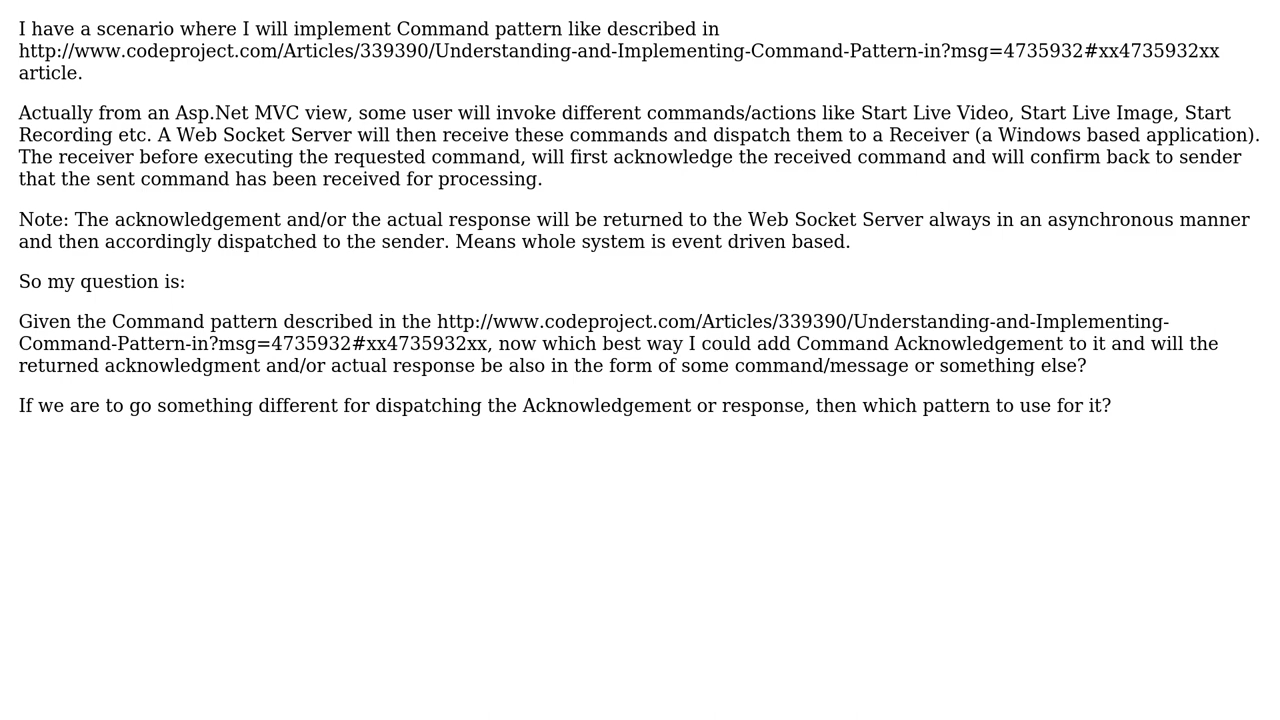 I have a scenario where I will implement Command pattern like described in
http://www.codeproject.com/Articles/339390/Understanding-and-Implementing-Command-Pattern-in?msg=4735932#xx4735932xx
article.
Actually from an Asp.Net MVC view, some user will invoke different commands/actions like Start Live Video, Start Live Image, Start
Recording etc. A Web Socket Server will then receive these commands and dispatch them to a Receiver (a Windows based application).
The receiver before executing the requested command, will first acknowledge the received command and will confirm back to sender
that the sent command has been received for processing.
Note: The acknowledgement and/or the actual response will be returned to the Web Socket Server always in an asynchronous manner
and then accordingly dispatched to the sender. Means whole system is event driven based.
So my question is:
Given the Command pattern described in the http://www.codeproject.com/Articles/339390/Understanding-and-Implementing-
Command-Pattern-in?msg=4735932#xx4735932xx, now which best way I could add Command Acknowledgement to it and will the
returned acknowledgment and/or actual response be also in the form of some command/message or something else?
If we are to go something different for dispatching the Acknowledgement or response, then which pattern to use for it?